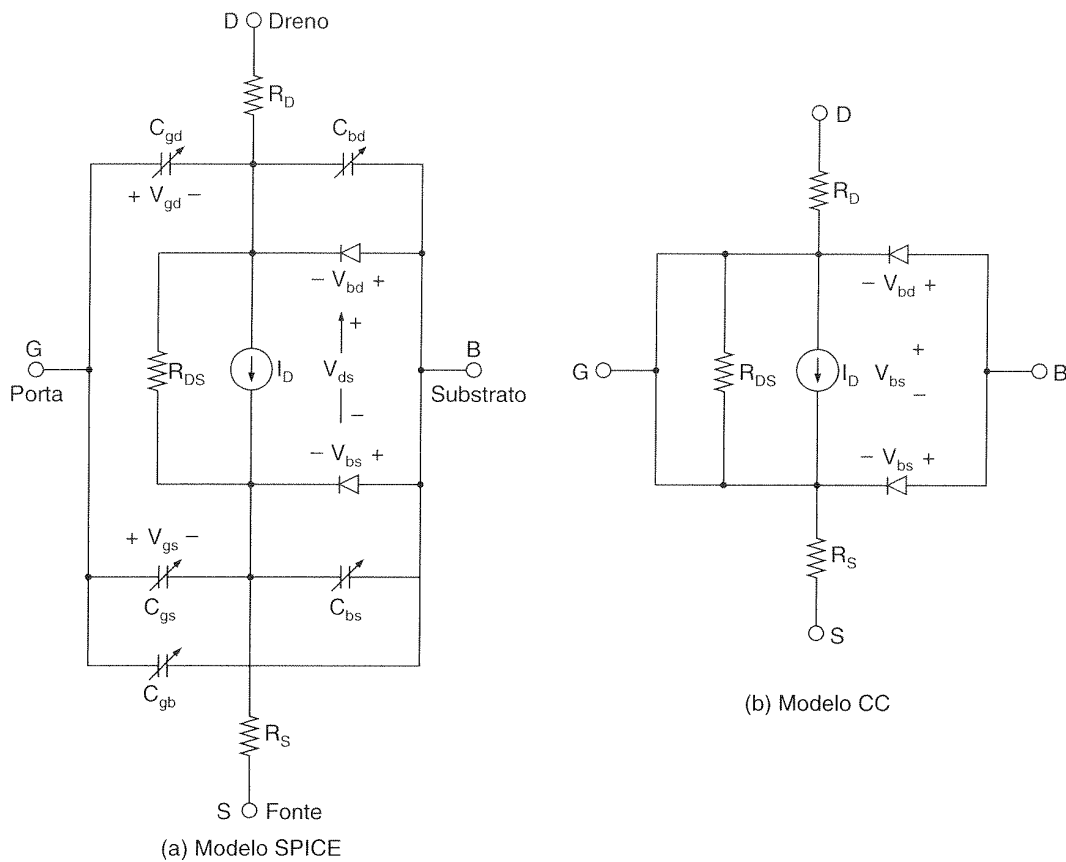 D Dreno
R_D
C_gd
C_bd
+ V_gd −
− V_bd +
G
Porta
R_DS
I_D
+
V_ds
−
B
Substrato
− V_bs +
+ V_gs −
C_gs
C_bs
C_gb
R_S
S Fonte
(a) Modelo SPICE
D
R_D
− V_bd +
G
R_DS
I_D
+
V_bs
−
B
− V_bs +
R_S
S
(b) Modelo CC